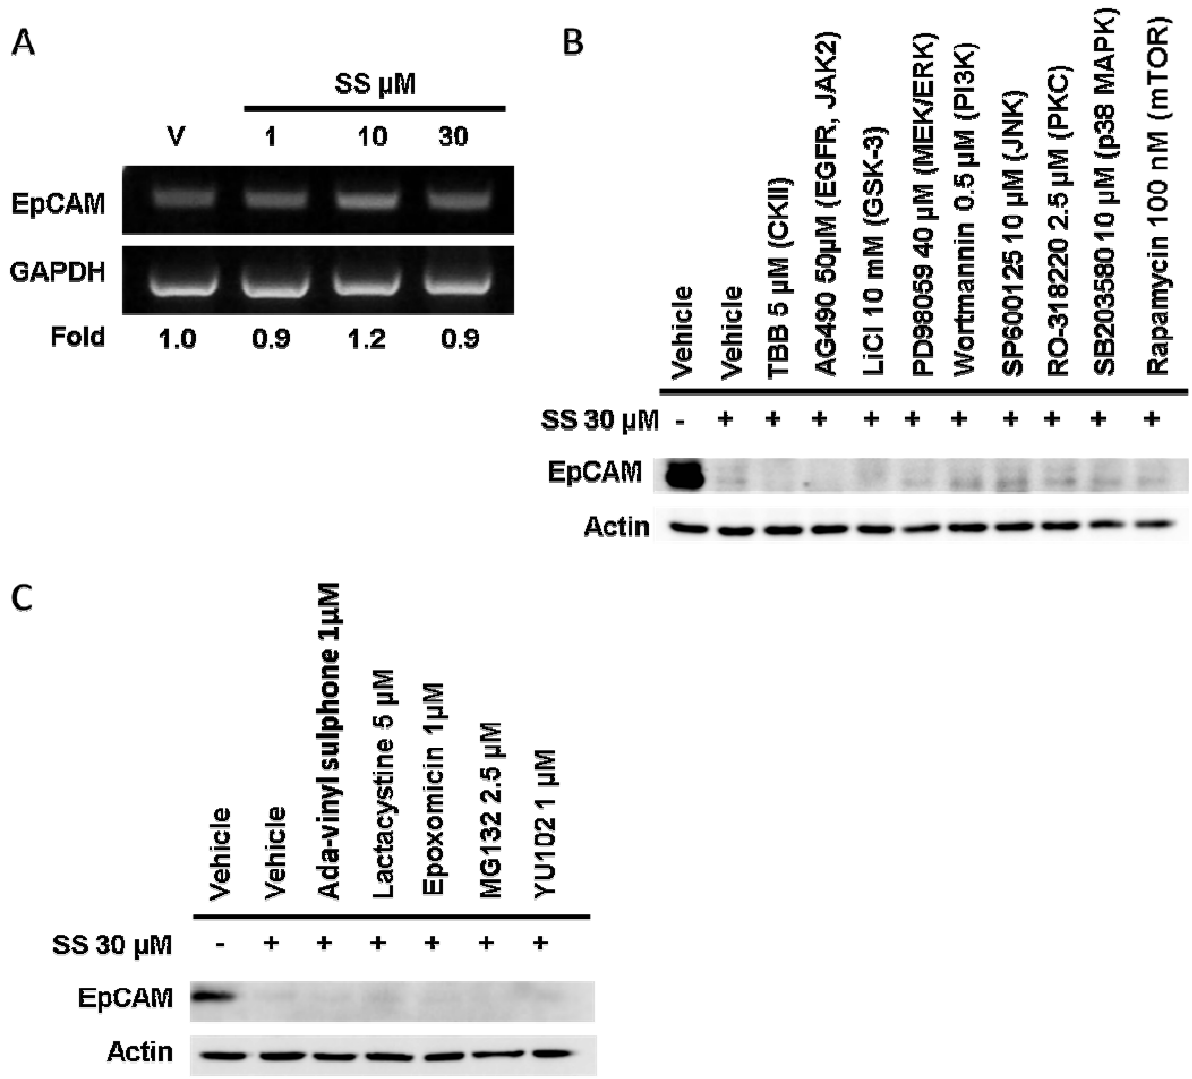 A
SS µM
V 1 10 30
EpCAM
GAPDH
Fold 1.0 0.9 1.2 0.9
B
Vehicle
Vehicle
TBB 5 µM (CKII)
AG490 50µM (EGFR, JAK2)
LiCl 10 mM (GSK-3)
PD98059 40 µM (MEK/ERK)
Wortmannin 0.5 µM (PI3K)
SP600125 10 µM (JNK)
RO-318220 2.5 µM (PKC)
SB203580 10 µM (p38 MAPK)
Rapamycin 100 nM (mTOR)
SS 30 µM - + + + + + + + + + +
EpCAM
Actin
C
Vehicle
Vehicle
Ada-vinyl sulphone 1µM
Lactacystine 5 µM
Epoxomicin 1µM
MG132 2.5 µM
YU102 1 µM
SS 30 µM - + + + + + +
EpCAM
Actin